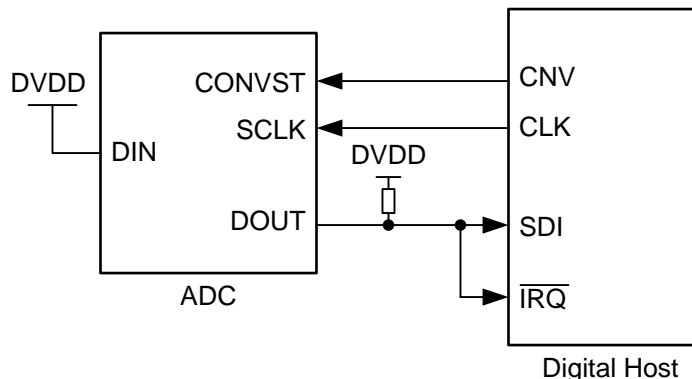 DVDD
DIN
CONVST
SCLK
DOUT
ADC
DVDD
CNV
CLK
SDI
IRQ
Digital Host